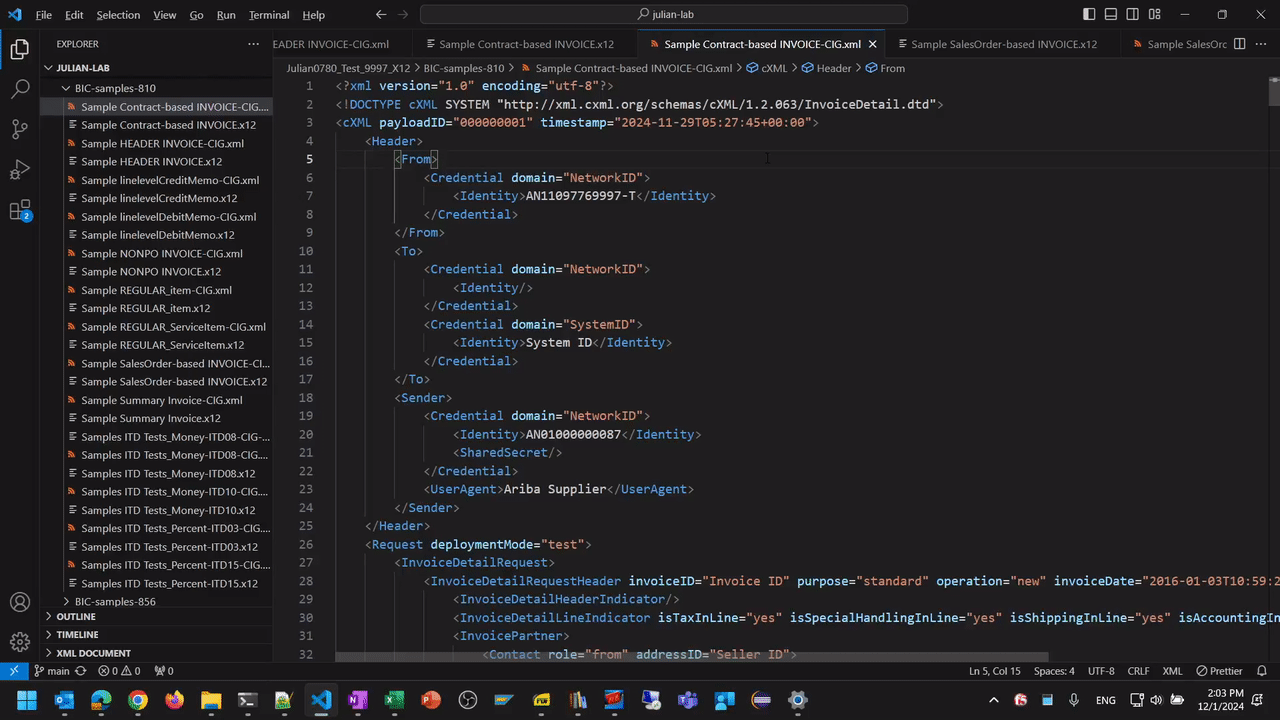 File Edit Selection View Go Run Terminal Help
julian-lab
EXPLORER
EADER INVOICE-CIG.xml
Sample Contract-based INVOICE.x12
Sample Contract-based INVOICE-CIG.xml
Sample SalesOrder-based INVOICE.x12
Sample SalesOrc
JULIAN-LAB
Julian0780_Test_9997_X12 > BIC-samples-810 > Sample Contract-based INVOICE-CIG.xml > cXML > Header > From
BIC-samples-810
Sample Contract-based INVOICE-CIG....
Sample Contract-based INVOICE.x12
Sample HEADER INVOICE-CIG.xml
Sample HEADER INVOICE.x12
Sample linelevelCreditMemo-CIG.xml
Sample linelevelCreditMemo.x12
Sample linelevelDebitMemo-CIG.xml
Sample linelevelDebitMemo.x12
Sample NONPO INVOICE-CIG.xml
Sample NONPO INVOICE.x12
Sample REGULAR_item-CIG.xml
Sample REGULAR_item.x12
Sample REGULAR_ServiceItem-CIG.xml
Sample REGULAR_ServiceItem.x12
Sample SalesOrder-based INVOICE-CI...
Sample SalesOrder-based INVOICE.x12
Sample Summary Invoice-CIG.xml
Sample Summary Invoice.x12
Samples ITD Tests_Money-ITD08-CIG-...
Samples ITD Tests_Money-ITD08-CIG....
Samples ITD Tests_Money-ITD08.x12
Samples ITD Tests_Money-ITD10-CIG....
Samples ITD Tests_Money-ITD10.x12
Samples ITD Tests_Percent-ITD03-CIG....
Samples ITD Tests_Percent-ITD03.x12
Samples ITD Tests_Percent-ITD15-CIG....
Samples ITD Tests_Percent-ITD15.x12
BIC-samples-856
OUTLINE
TIMELINE
XML DOCUMENT
2
1 <?xml version="1.0" encoding="utf-8"?>
2 <!DOCTYPE cXML SYSTEM "http://xml.cxml.org/schemas/cXML/1.2.063/InvoiceDetail.dtd">
3 <cXML payloadID="000000001" timestamp="2024-11-29T05:27:45+00:00">
4 <Header>
5 <From>
6 <Credential domain="NetworkID">
7 <Identity>AN11097769997-T</Identity>
8 </Credential>
9 </From>
10 <To>
11 <Credential domain="NetworkID">
12 <Identity/>
13 </Credential>
14 <Credential domain="SystemID">
15 <Identity>System ID</Identity>
16 </Credential>
17 </To>
18 <Sender>
19 <Credential domain="NetworkID">
20 <Identity>AN01000000087</Identity>
21 <SharedSecret/>
22 </Credential>
23 <UserAgent>Ariba Supplier</UserAgent>
24 </Sender>
25 </Header>
26 <Request deploymentMode="test">
27 <InvoiceDetailRequest>
28 <InvoiceDetailRequestHeader invoiceID="Invoice ID" purpose="standard" operation="new" invoiceDate="2016-01-03T10:59:2
29 <InvoiceDetailHeaderIndicator/>
30 <InvoiceDetailLineIndicator isTaxInLine="yes" isSpecialHandlingInLine="yes" isShippingInLine="yes" isAccountingIn
31 <InvoicePartner>
32 <Contact role="from" addressID="Seller ID">
main 0 0 0 Ln 5, Col 15 Spaces: 4 UTF-8 CRLF XML Prettier
ENG 2:03 PM
12/1/2024